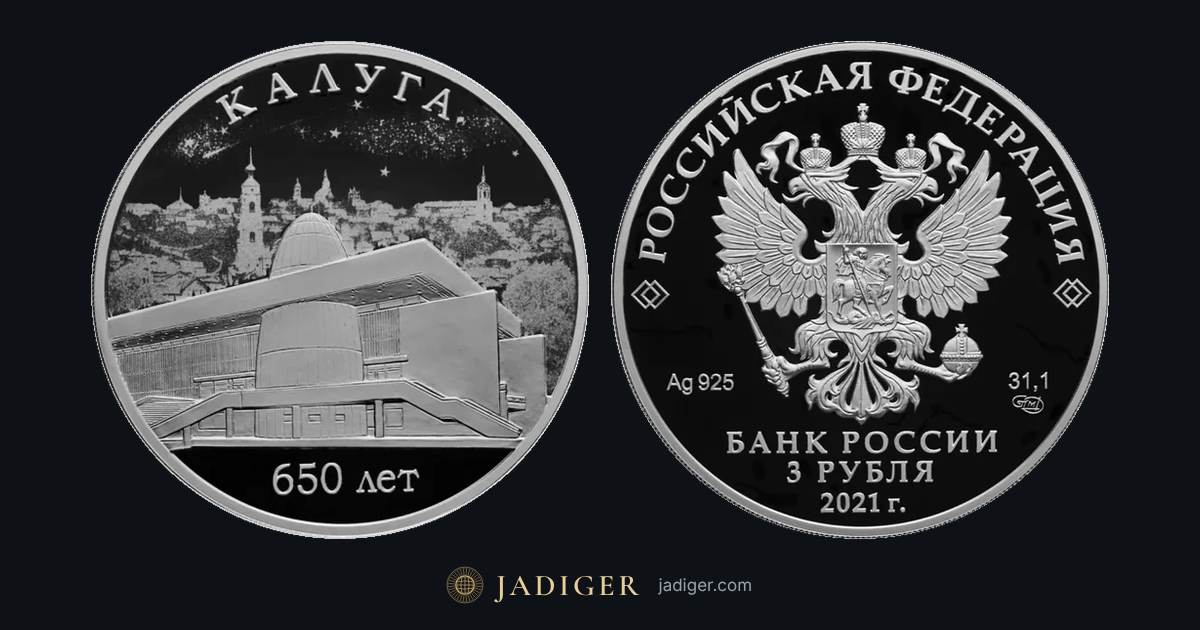 КАЛУГА
650 лет
РОССИЙСКАЯ ФЕДЕРАЦИЯ
Ag 925
31,1
БАНК РОССИИ
3 РУБЛЯ
2021 г.
JADIGER
jadiger.com